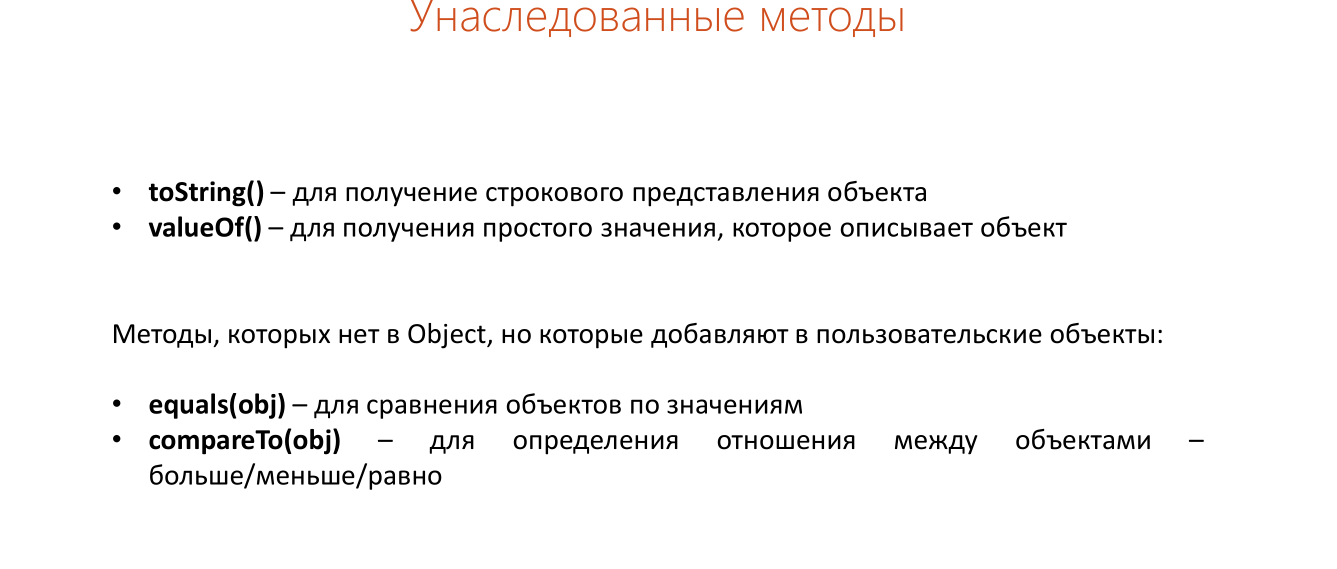 Унаследованные методы
• toString() – для получение строкового представления объекта
• valueOf() – для получения простого значения, которое описывает объект
Методы, которых нет в Object, но которые добавляют в пользовательские объекты:
• equals(obj) – для сравнения объектов по значениям
• compareTo(obj) – для определения отношения между объектами –
больше/меньше/равно